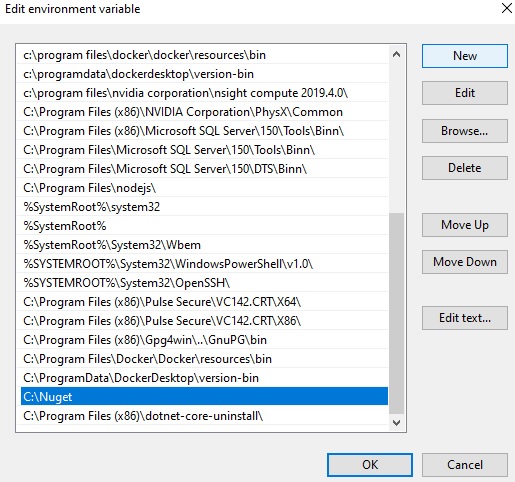 Edit environment variable
c:\program files\docker\docker\resources\bin
c:\programdata\dockerdesktop\version-bin
c:\program files\nvidia corporation\nsight compute 2019.4.0\
C:\Program Files (x86)\NVIDIA Corporation\PhysX\Common
C:\Program Files (x86)\Microsoft SQL Server\150\Tools\Binn\
C:\Program Files\Microsoft SQL Server\150\Tools\Binn\
C:\Program Files\Microsoft SQL Server\150\DTS\Binn\
C:\Program Files\nodejs\
%SystemRoot%\system32
%SystemRoot%
%SystemRoot%\System32\Wbem
%SYSTEMROOT%\System32\WindowsPowerShell\v1.0\
%SYSTEMROOT%\System32\OpenSSH\
C:\Program Files (x86)\Pulse Secure\VC142.CRT\X64\
C:\Program Files (x86)\Pulse Secure\VC142.CRT\X86\
C:\Program Files (x86)\Gpg4win\..\GnuPG\bin
C:\Program Files\Docker\Docker\resources\bin
C:\ProgramData\DockerDesktop\version-bin
C:\Nuget
C:\Program Files (x86)\dotnet-core-uninstall\
New
Edit
Browse...
Delete
Move Up
Move Down
Edit text...
OK
Cancel